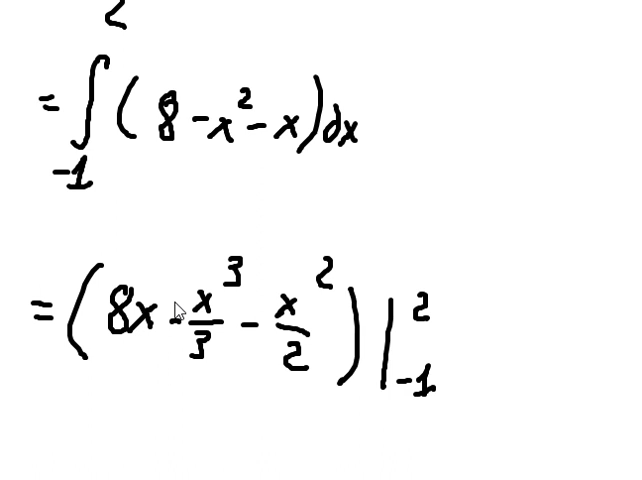 2
= ∫ ( 8 - x² - x ) dx
-1
= ( 8x - x³/3 - x²/2 ) |
2
-1